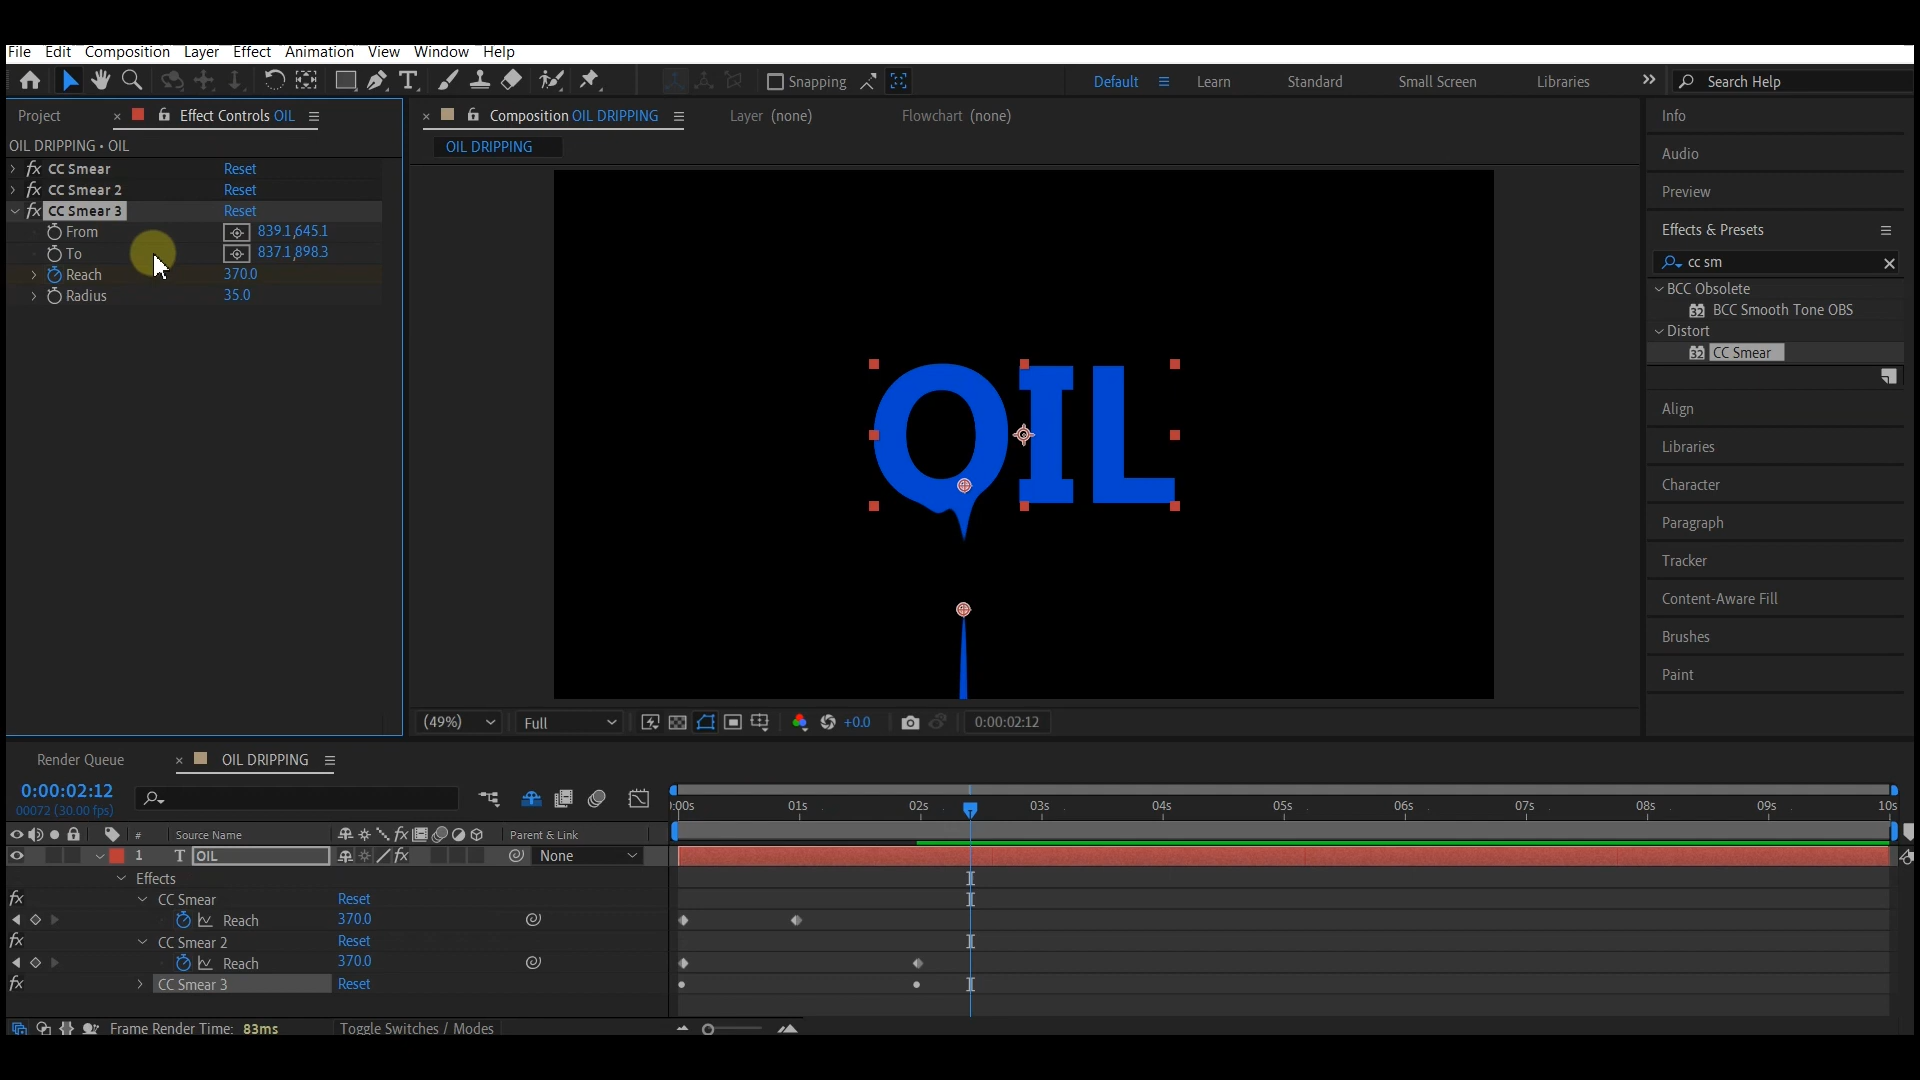 File Edit Composition Layer Effect Animation View Window Help
Snapping Default Learn Standard Small Screen Libraries Search Help
Project Effect Controls OIL Composition OIL DRIPPING Layer (none) Flowchart (none) Info
OIL DRIPPING • OIL OIL DRIPPING
Audio
CC Smear Reset
CC Smear 2 Reset Preview
CC Smear 3 Reset
From 839.1,645.1 Effects & Presets
To 837.1,898.3
cc sm
Reach 370.0
Radius 35.0 BCC Obsolete
32 BCC Smooth Tone OBS
Distort
32 CC Smear
Align
OIL
Libraries
Character
Paragraph
Tracker
Content-Aware Fill
Brushes
Paint
(49%) Full +0.0 0:00:02:12
Render Queue OIL DRIPPING
0:00:02:12
00072 (30.00 fps) :00s 01s 02s 03s 04s 05s 06s 07s 08s 09s 10s
# Source Name fx Parent & Link
1 T OIL fx None
Effects
fx CC Smear Reset
Reach 370.0
fx CC Smear 2 Reset
Reach 370.0
fx CC Smear 3 Reset
Frame Render Time: 83ms Toggle Switches / Modes